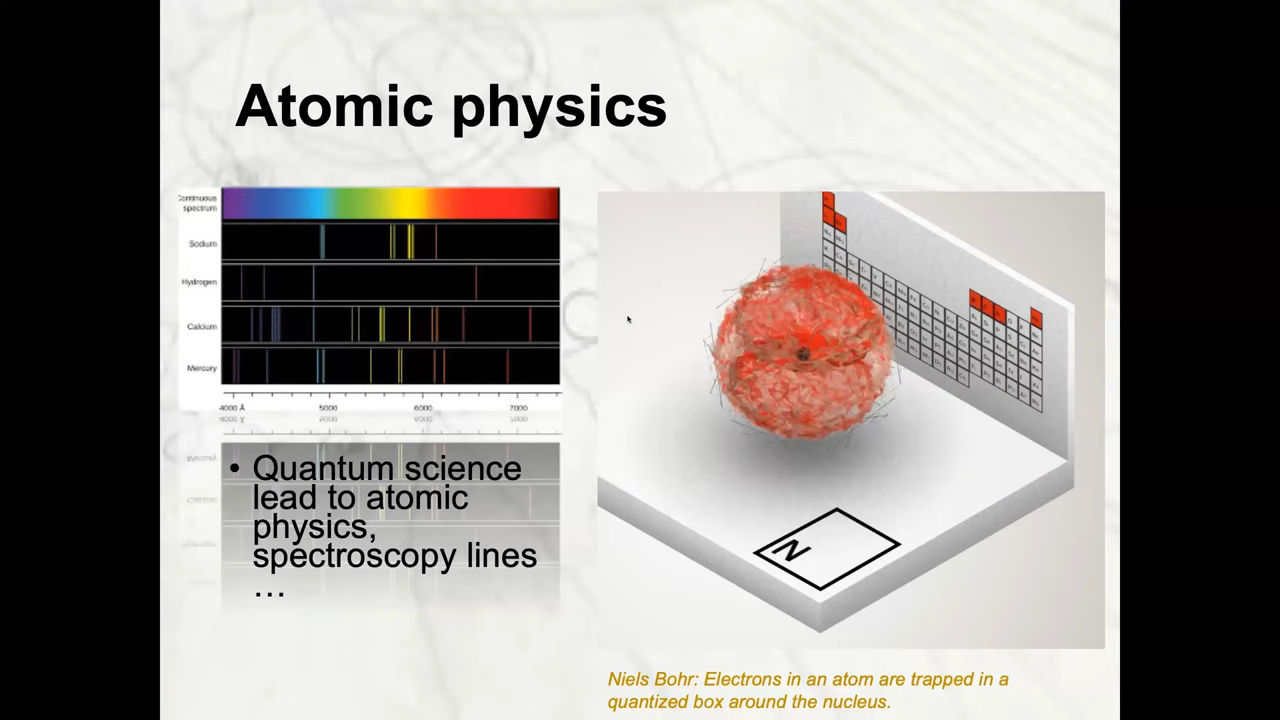 Atomic physics
Continuous
spectrum
Sodium
Hydrogen
Calcium
Mercury
4000 Å
5000
6000
7000
• Quantum science
lead to atomic
physics,
spectroscopy lines
…
N
Niels Bohr: Electrons in an atom are trapped in a
quantized box around the nucleus.